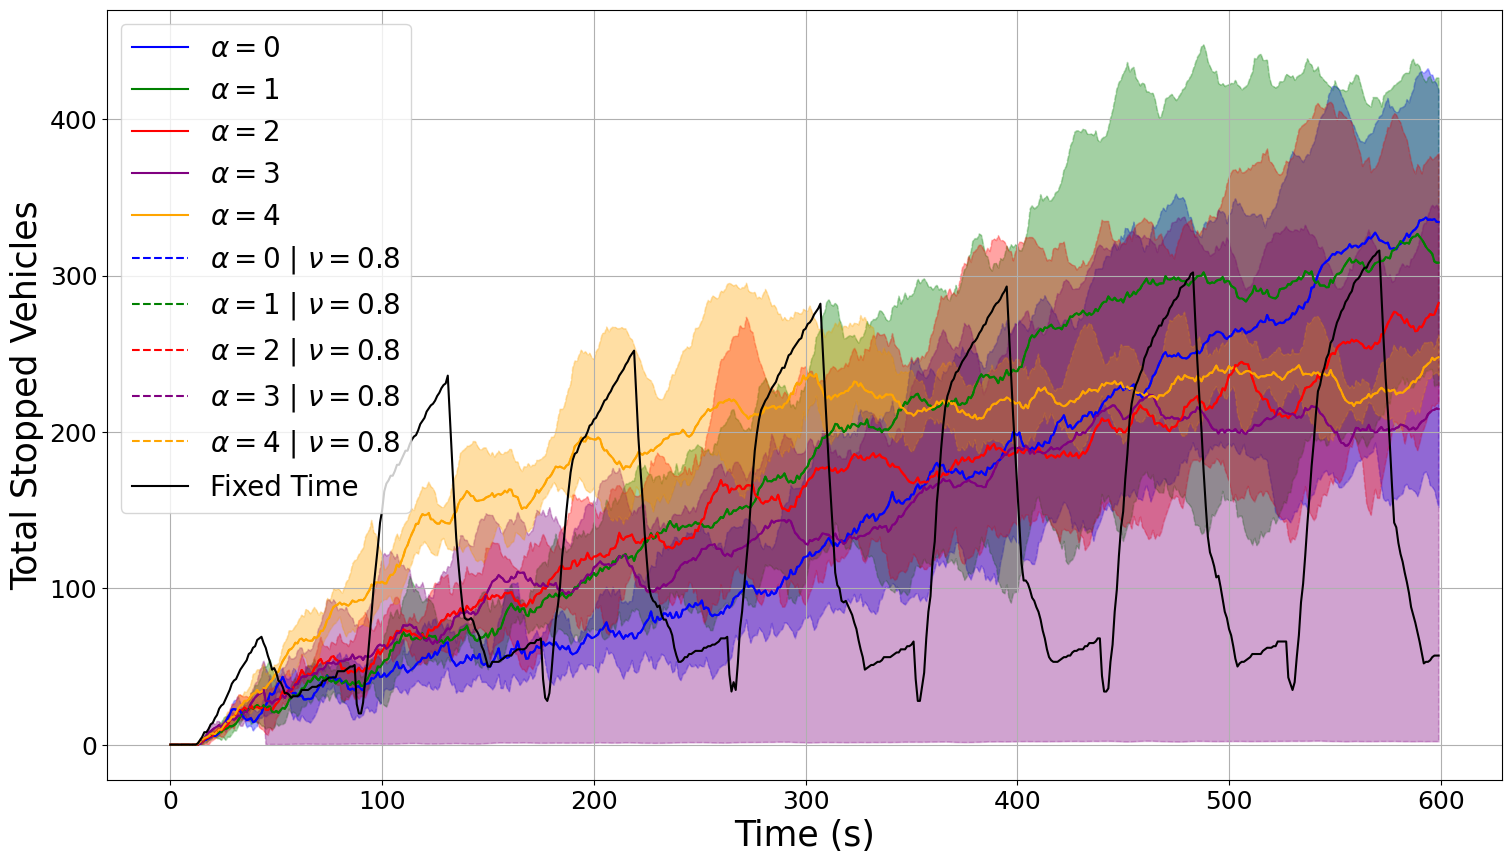 α = 0
α = 1
α = 2
α = 3
α = 4
α = 0 | ν = 0.8
α = 1 | ν = 0.8
α = 2 | ν = 0.8
α = 3 | ν = 0.8
α = 4 | ν = 0.8
Fixed Time
Total Stopped Vehicles
400
300
200
100
0
0 100 200 300 400 500 600
Time (s)